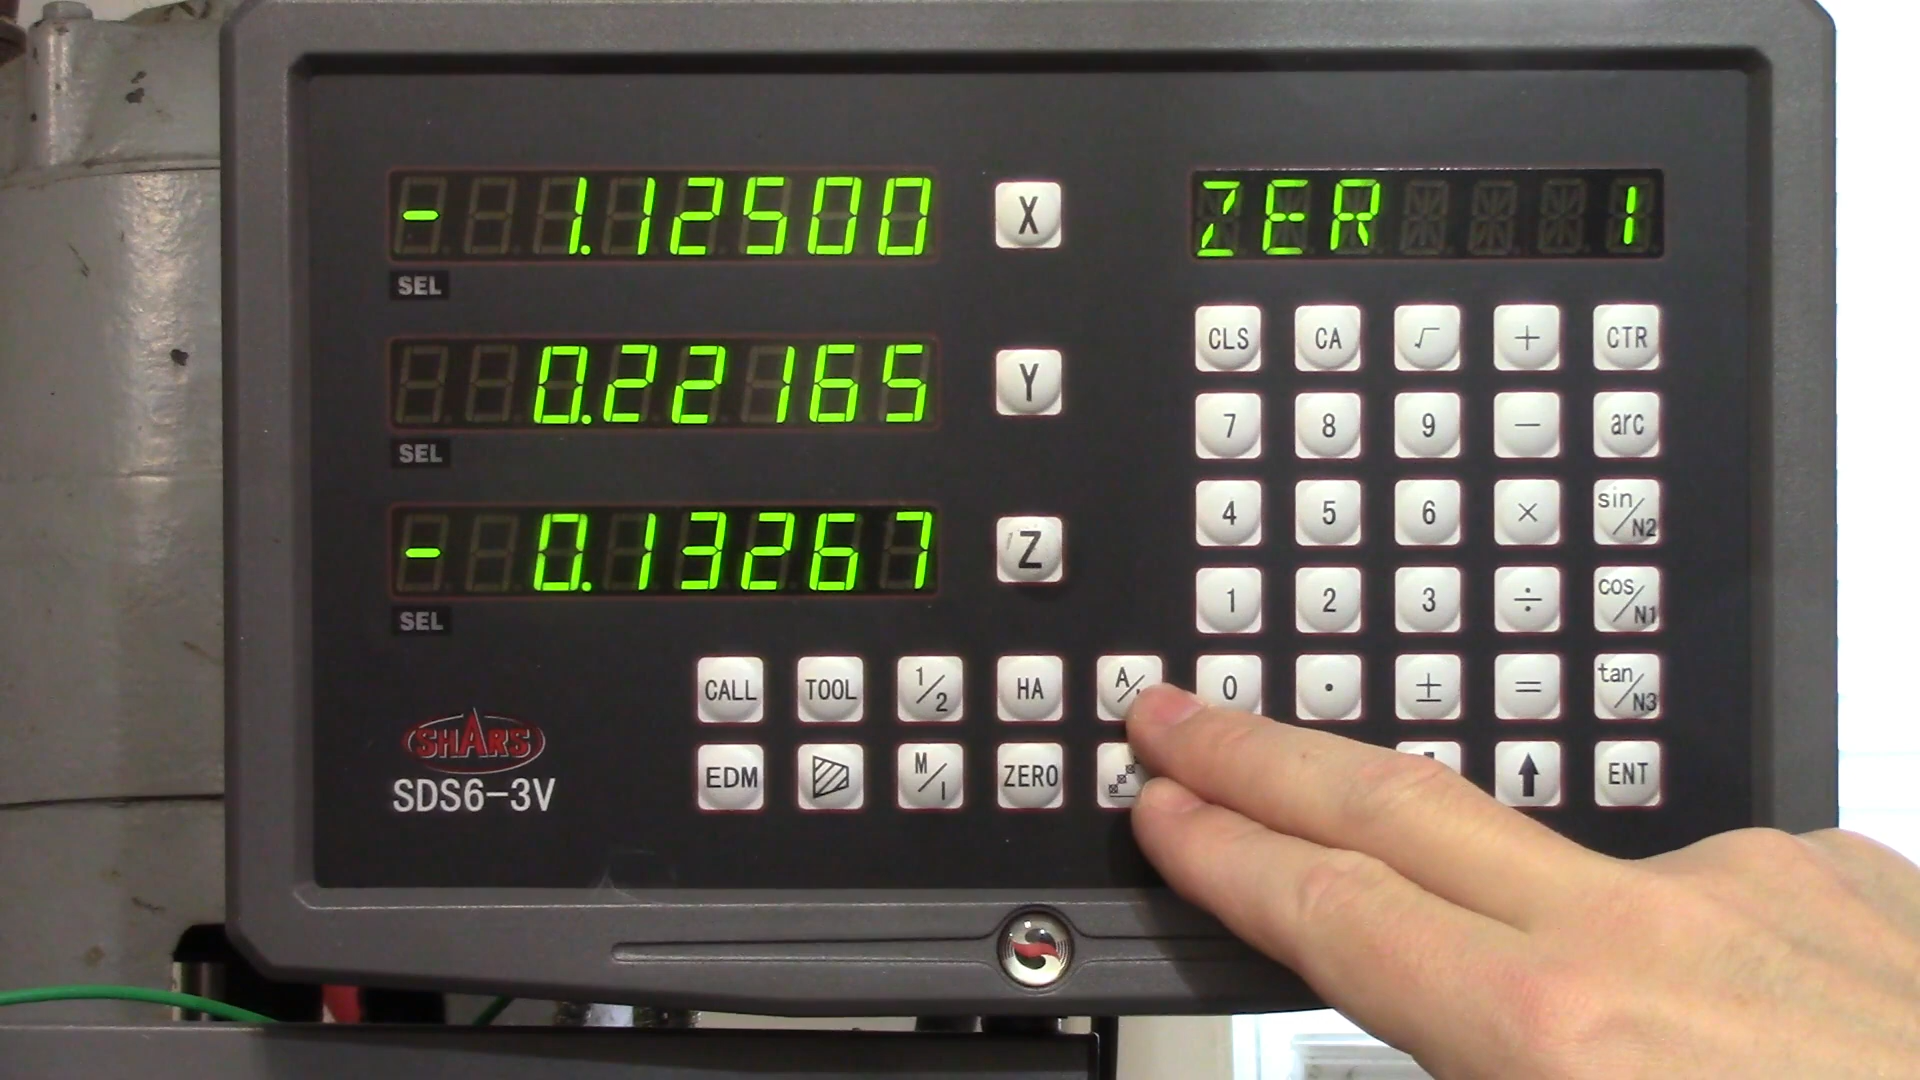 - 1.12500 X ZER 1
SEL
0.22165 Y
SEL
- 0.13267 Z
SEL
CLS CA √ + CTR
7 8 9 − arc
4 5 6 × sin/N2
1 2 3 ÷ cos/N1
CALL TOOL 1/2 HA A/ 0 · ± = tan/N3
EDM M/I ZERO ENT
SHARS
SDS6-3V